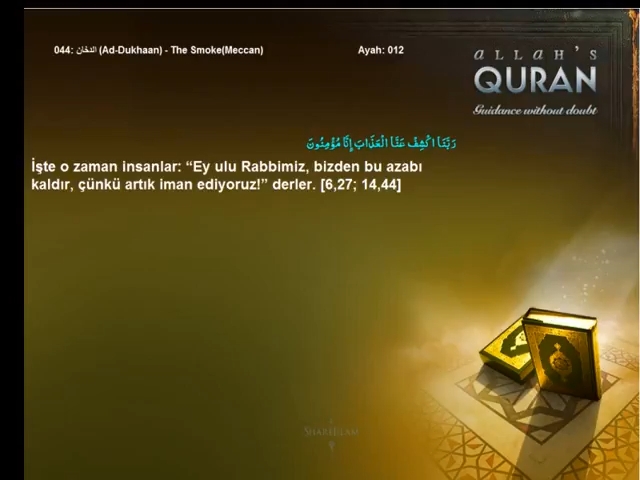 044: الدخان (Ad-Dukhaan) - The Smoke(Meccan) Ayah: 012
ALLAH'S
QURAN
Guidance without doubt
رَبَّنَا اكْشِفْ عَنَّا الْعَذَابَ إِنَّا مُؤْمِنُونَ
İşte o zaman insanlar: “Ey ulu Rabbimiz, bizden bu azabı
kaldır, çünkü artık iman ediyoruz!” derler. [6,27; 14,44]
SHAREISLAM